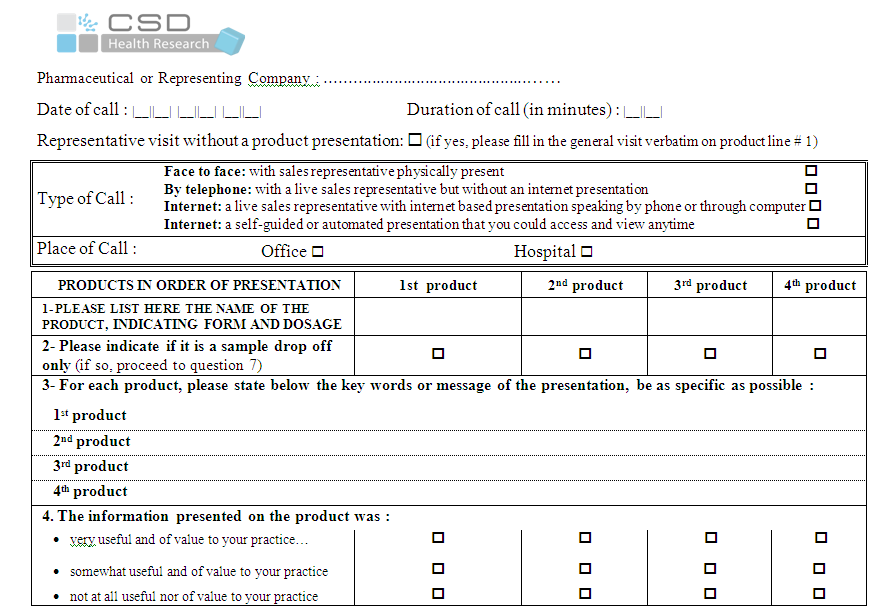 CSD
Health Research
Pharmaceutical or Representing Company : ...................................................
Date of call : |__||__| |__||__| |__||__| Duration of call (in minutes) : |__||__|
Representative visit without a product presentation: ☐ (if yes, please fill in the general visit verbatim on product line # 1)
Type of Call :
Face to face: with sales representative physically present ☐
By telephone: with a live sales representative but without an internet presentation ☐
Internet: a live sales representative with internet based presentation speaking by phone or through computer ☐
Internet: a self-guided or automated presentation that you could access and view anytime ☐
Place of Call : Office ☐ Hospital ☐
PRODUCTS IN ORDER OF PRESENTATION 1st product 2nd product 3rd product 4th product
1-PLEASE LIST HERE THE NAME OF THE
PRODUCT, INDICATING FORM AND DOSAGE
2- Please indicate if it is a sample drop off
only (if so, proceed to question 7) ☐ ☐ ☐ ☐
3- For each product, please state below the key words or message of the presentation, be as specific as possible :
1st product
2nd product
3rd product
4th product
4. The information presented on the product was :
• very useful and of value to your practice... ☐ ☐ ☐ ☐
• somewhat useful and of value to your practice ☐ ☐ ☐ ☐
• not at all useful nor of value to your practice ☐ ☐ ☐ ☐